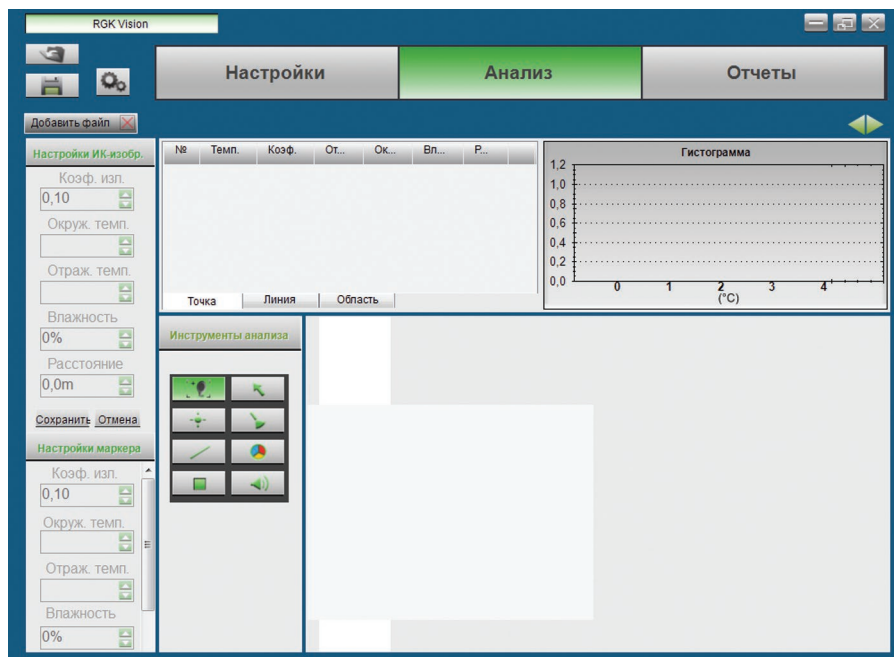 RGK Vision
Настройки
Анализ
Отчеты
Добавить файл
Настройки ИК-изобр.
Коэф. изл.
0,10
Окруж. темп.
Отраж. темп.
Влажность
0%
Расстояние
0,0m
Сохранить Отмена
Настройки маркера
Коэф. изл.
0,10
Окруж. темп.
Отраж. темп.
Влажность
0%
№ Темп. Коэф. От... Ок... Вл... Р...
Точка Линия Область
Гистограмма
1,2
1,0
0,8
0,6
0,4
0,2
0,0
0 1 2 3 4
(°C)
Инструменты анализа